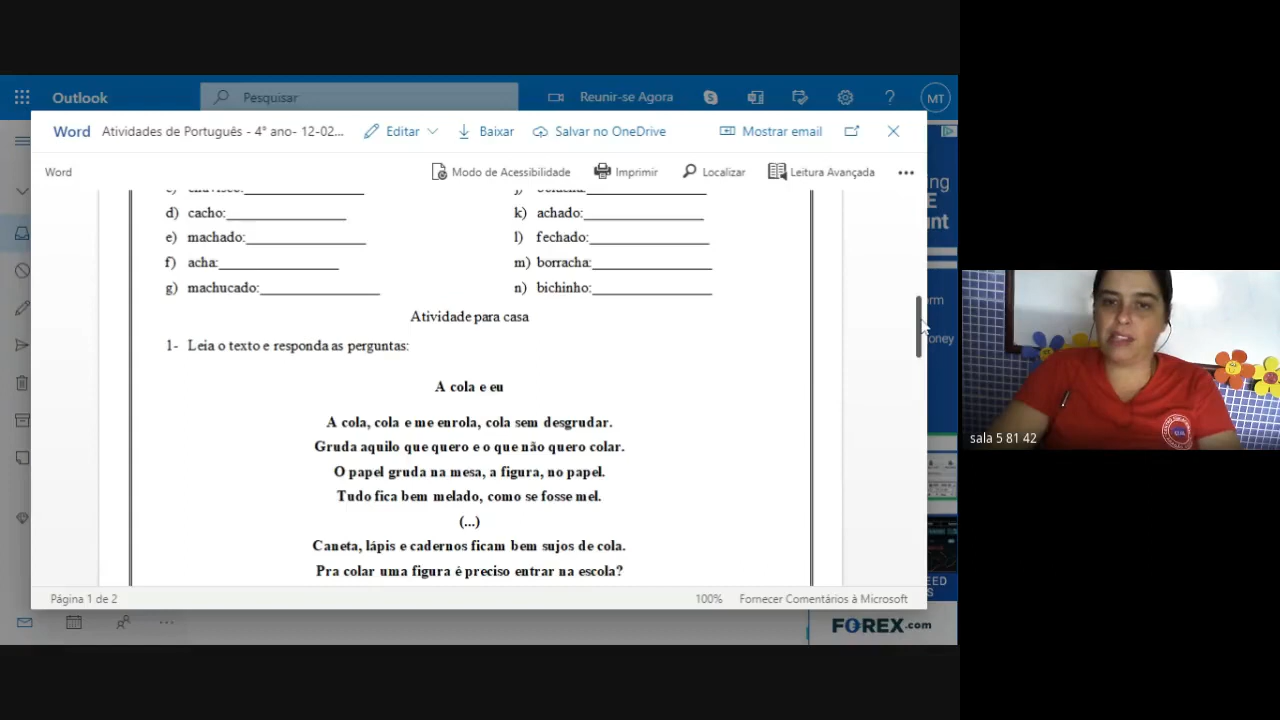 Outlook
Pesquisar
Reunir-se Agora
MT
Word
Atividades de Português - 4° ano- 12-02...
Editar
Baixar
Salvar no OneDrive
Mostrar email
Word
Modo de Acessibilidade
Imprimir
Localizar
Leitura Avançada
d) cacho:
e) machado:
f) acha:
g) machucado:
k) achado:
l) fechado:
m) borracha:
n) bichinho:
Atividade para casa
1- Leia o texto e responda as perguntas:
A cola e eu
A cola, cola e me enrola, cola sem desgrudar.
Gruda aquilo que quero e o que não quero colar.
O papel gruda na mesa, a figura, no papel.
Tudo fica bem melado, como se fosse mel.
(...)
Caneta, lápis e cadernos ficam bem sujos de cola.
Pra colar uma figura é preciso entrar na escola?
Página 1 de 2
100%
Fornecer Comentários à Microsoft
FOREX.com
sala 5 81 42